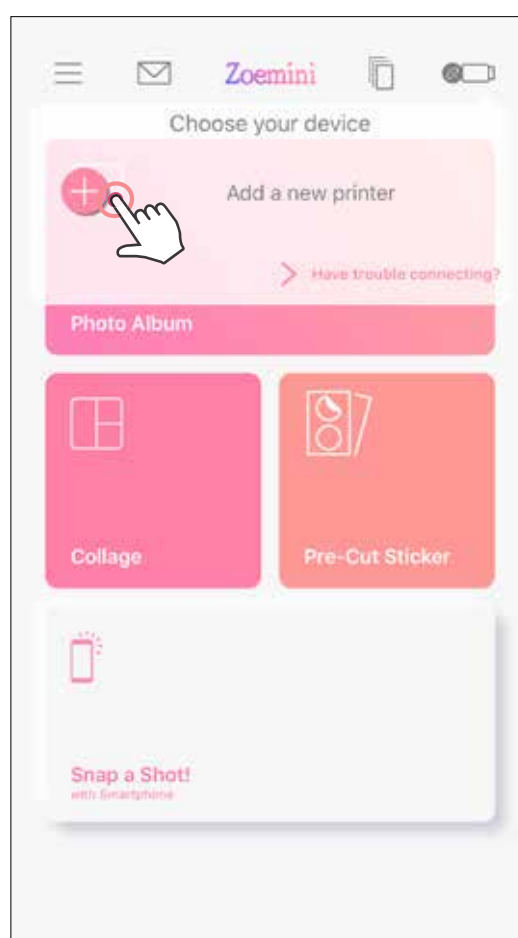 Zoemini
Choose your device
Add a new printer
Have trouble connecting?
Photo Album
Collage
Pre-Cut Sticker
Snap a Shot!
with Smartphone